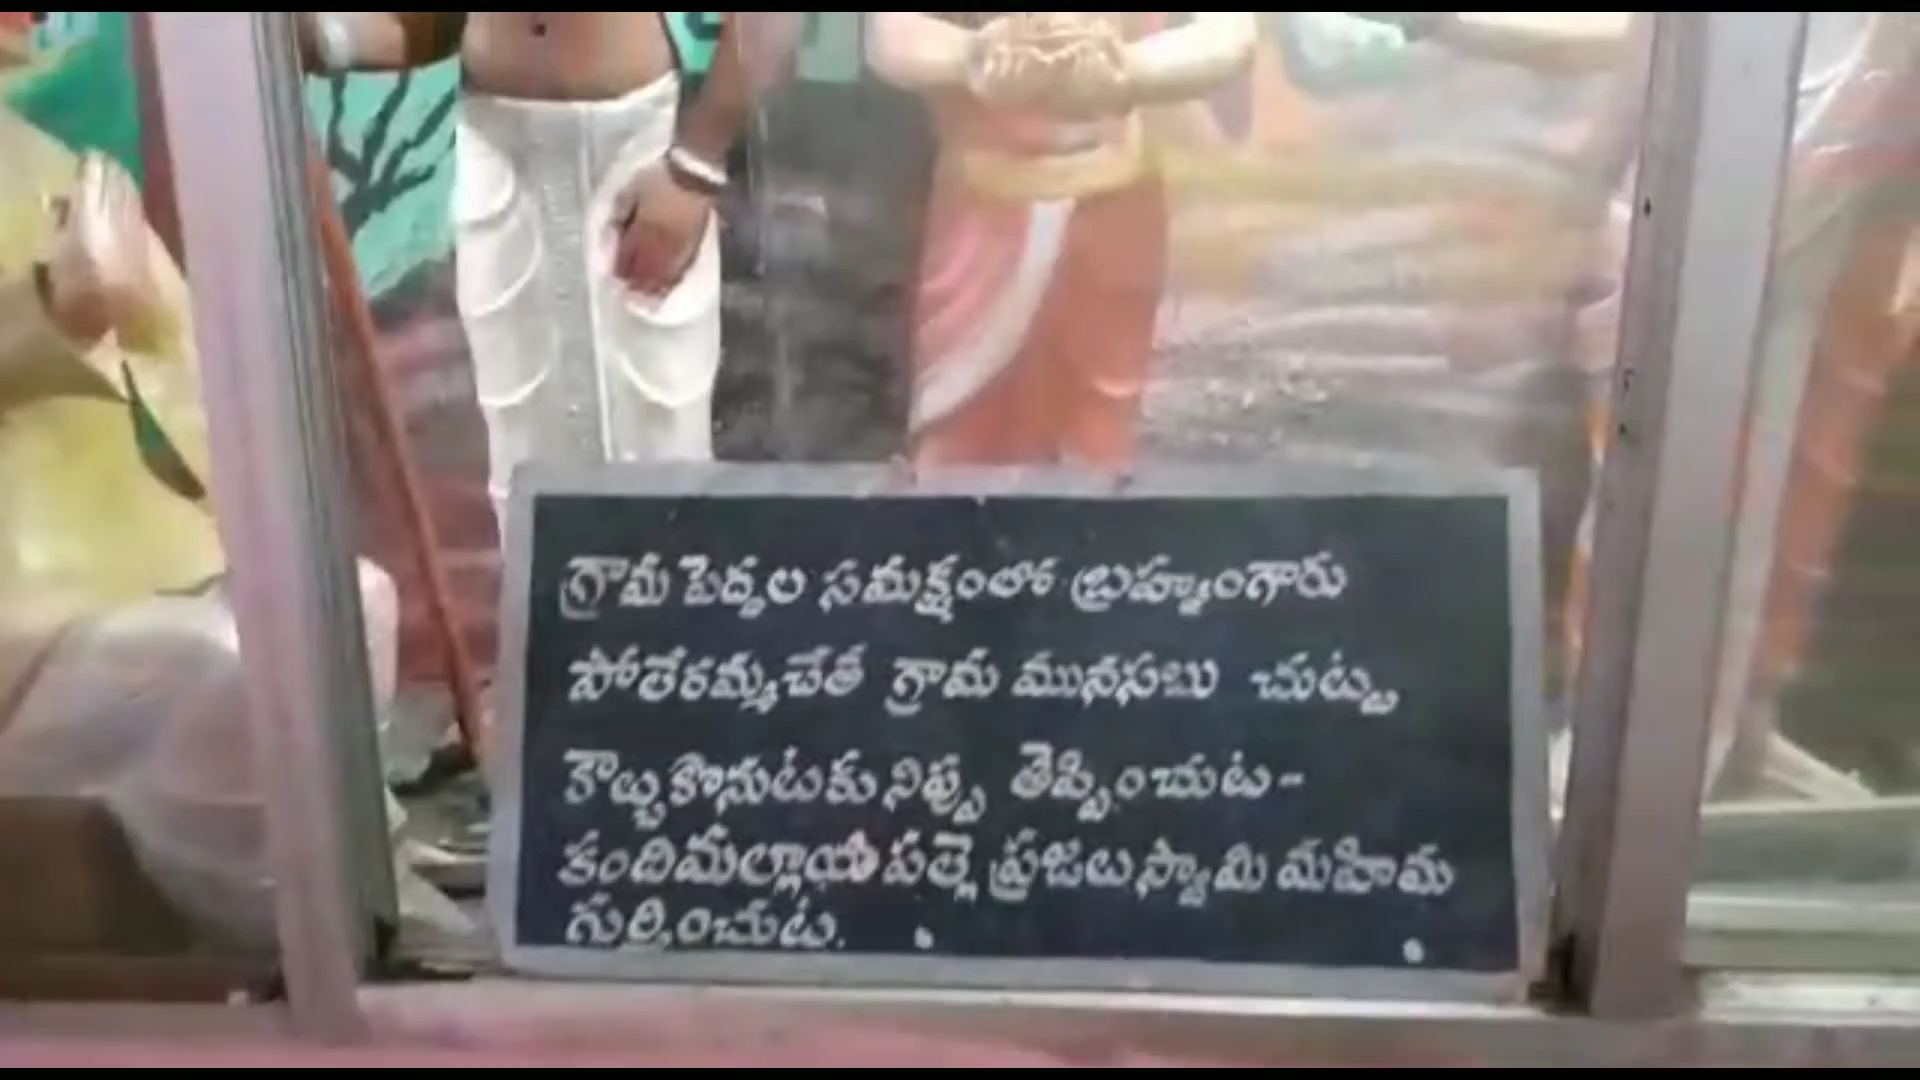 గ్రామ పెద్దల సమక్షంలో బ్రహ్మంగారు
పోతేరమ్మచేత గ్రామ మునసబు చుట్ట
కాల్చుకొనుటకు నిప్పు తెప్పించుట -
కందిమల్లాయపల్లె ప్రజలు స్వామి మహిమ
గుర్తించుట.